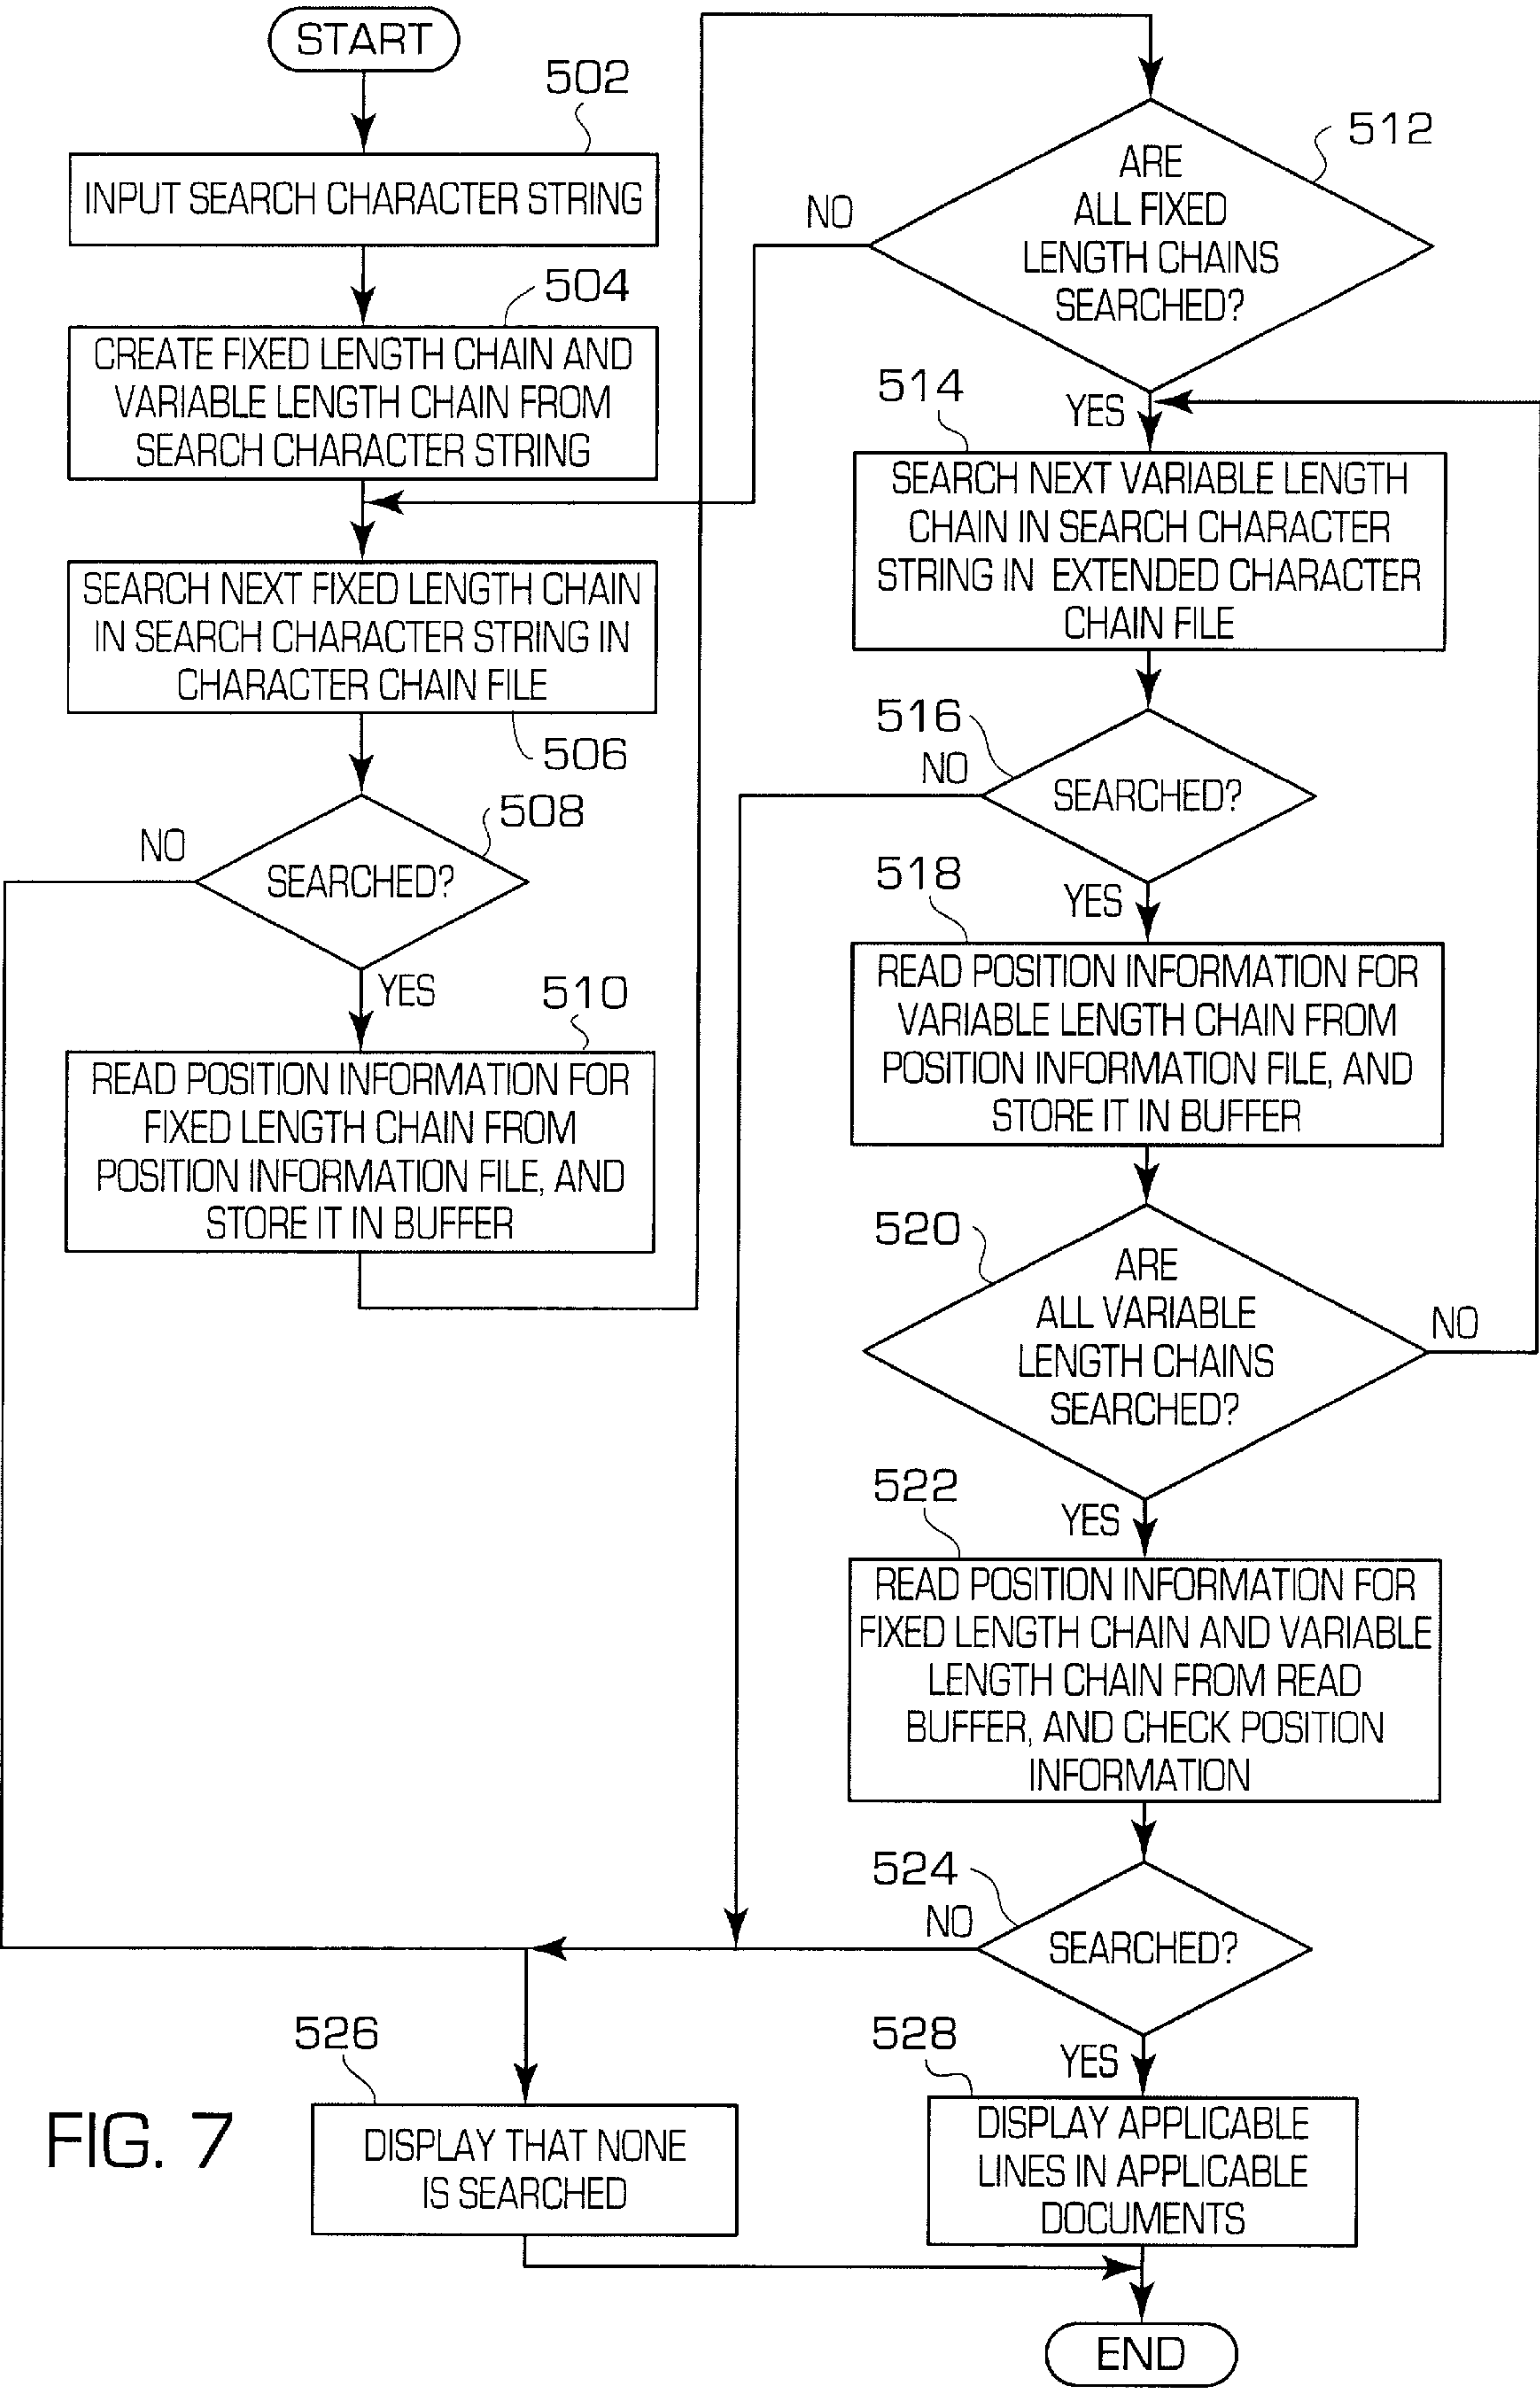 START
502
INPUT SEARCH CHARACTER STRING
504
CREATE FIXED LENGTH CHAIN AND
VARIABLE LENGTH CHAIN FROM
SEARCH CHARACTER STRING
SEARCH NEXT FIXED LENGTH CHAIN
IN SEARCH CHARACTER STRING IN
CHARACTER CHAIN FILE
506
508
NO
SEARCHED?
YES
510
READ POSITION INFORMATION FOR
FIXED LENGTH CHAIN FROM
POSITION INFORMATION FILE, AND
STORE IT IN BUFFER
512
ARE
ALL FIXED
LENGTH CHAINS
SEARCHED?
NO
YES
514
SEARCH NEXT VARIABLE LENGTH
CHAIN IN SEARCH CHARACTER
STRING IN EXTENDED CHARACTER
CHAIN FILE
516
NO
SEARCHED?
YES
518
READ POSITION INFORMATION FOR
VARIABLE LENGTH CHAIN FROM
POSITION INFORMATION FILE, AND
STORE IT IN BUFFER
520
ARE
ALL VARIABLE
LENGTH CHAINS
SEARCHED?
NO
YES
522
READ POSITION INFORMATION FOR
FIXED LENGTH CHAIN AND VARIABLE
LENGTH CHAIN FROM READ
BUFFER, AND CHECK POSITION
INFORMATION
524
NO
SEARCHED?
YES
526
DISPLAY THAT NONE
IS SEARCHED
528
DISPLAY APPLICABLE
LINES IN APPLICABLE
DOCUMENTS
END
FIG. 7